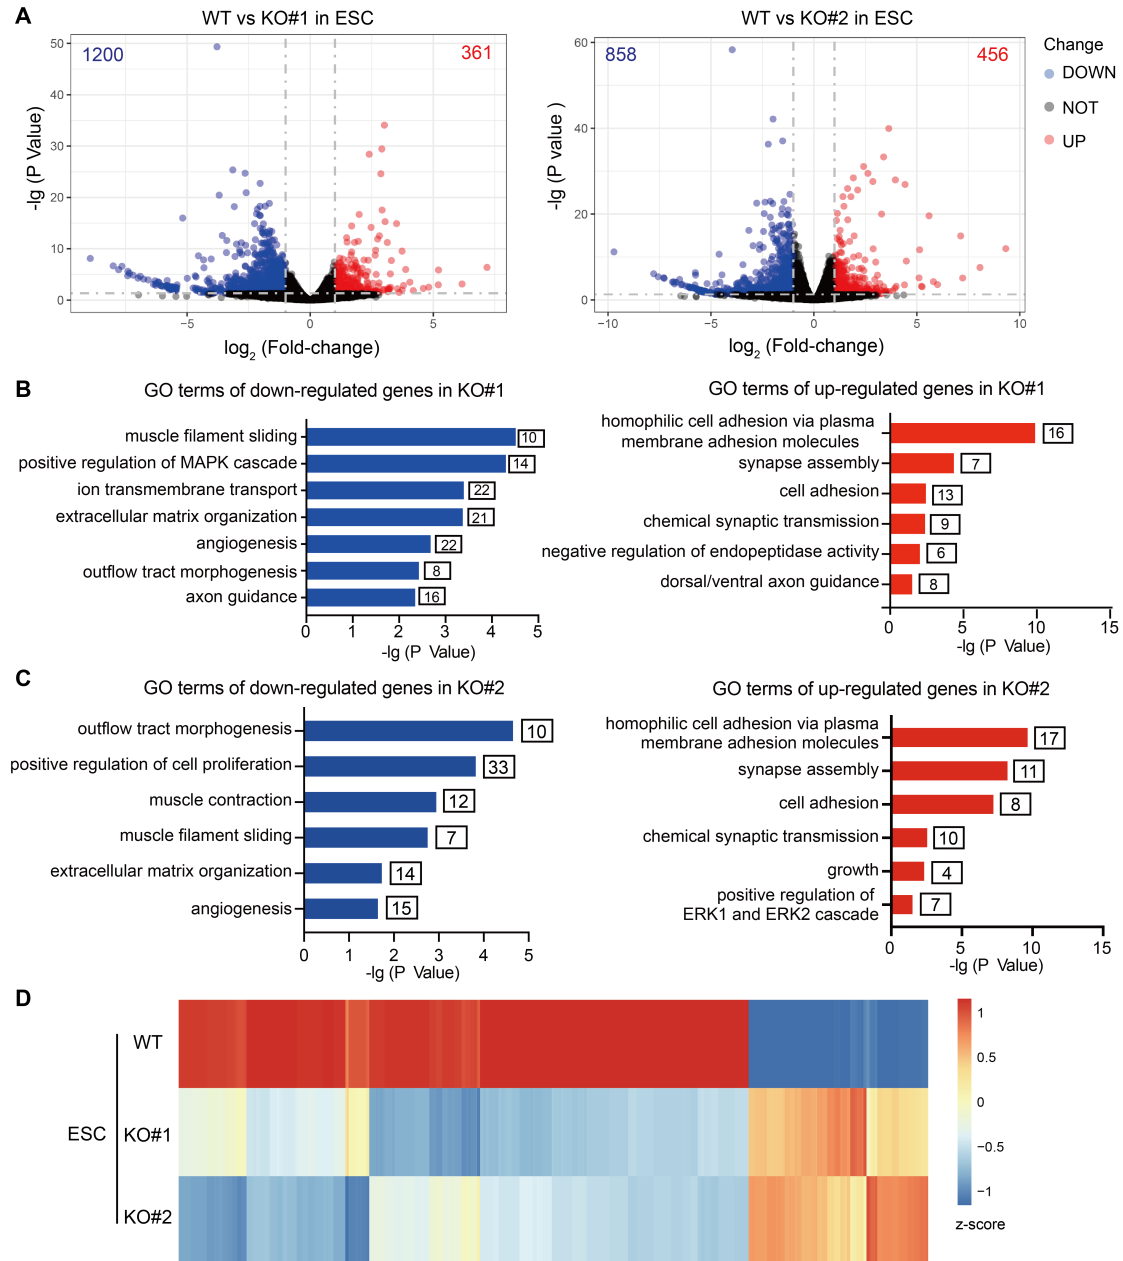 A
WT vs KO#1 in ESC
WT vs KO#2 in ESC
1200
361
50
40
30
20
10
0
-lg (P Value)
−5
0
5
log2 (Fold-change)
858
456
60
40
20
0
-lg (P value )
−10
−5
0
5
10
log2 (Fold-change)
Change
DOWN
NOT
UP
B
GO terms of down-regulated genes in KO#1
muscle filament sliding
10
positive regulation of MAPK cascade
14
ion transmembrane transport
22
extracellular matrix organization
21
angiogenesis
22
outflow tract morphogenesis
8
axon guidance
16
0 1 2 3 4 5
-lg (P Value)
GO terms of up-regulated genes in KO#1
homophilic cell adhesion via plasma
membrane adhesion molecules
16
synapse assembly
7
cell adhesion
13
chemical synaptic transmission
9
negative regulation of endopeptidase activity
6
dorsal/ventral axon guidance
8
0 5 10 15
-lg (P Value)
C
GO terms of down-regulated genes in KO#2
outflow tract morphogenesis
10
positive regulation of cell proliferation
33
muscle contraction
12
muscle filament sliding
7
extracellular matrix organization
14
angiogenesis
15
0 1 2 3 4 5
-lg (P Value)
GO terms of up-regulated genes in KO#2
homophilic cell adhesion via plasma
membrane adhesion molecules
17
synapse assembly
11
cell adhesion
8
chemical synaptic transmission
10
growth
4
positive regulation of
ERK1 and ERK2 cascade
7
0 5 10 15
-lg (P Value)
D
ESC
WT
KO#1
KO#2
1
0.5
0
−0.5
−1
z-score